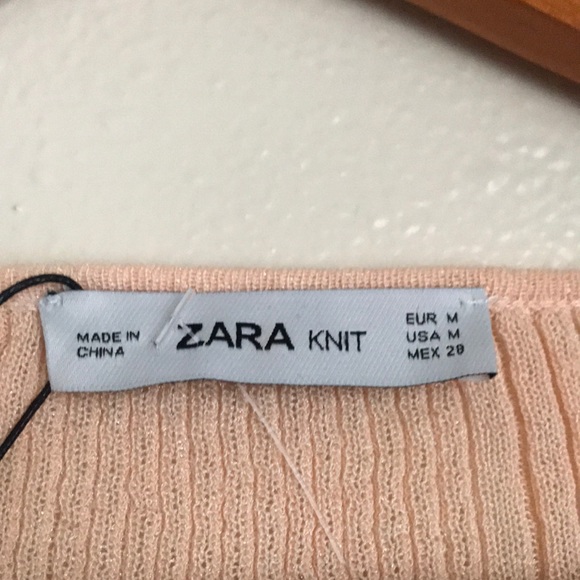 MADE IN
CHINA
ZARA KNIT
EUR M
USA M
MEX 28